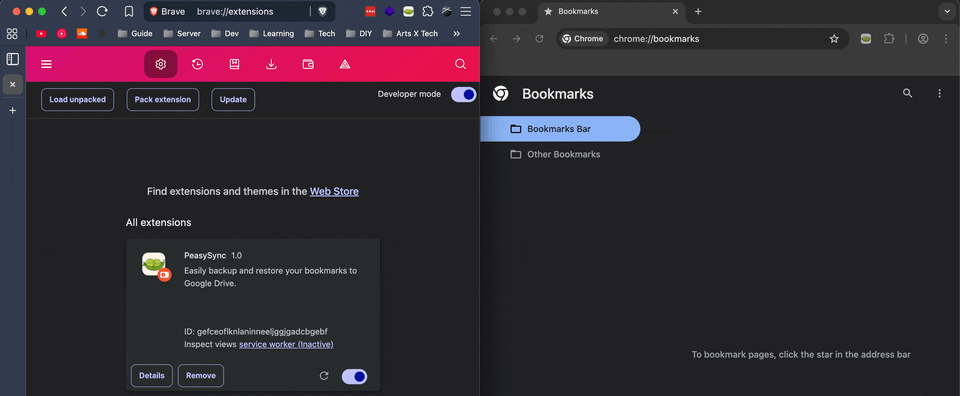 Brave brave://extensions
Guide Server Dev Learning Tech DIY Arts X Tech »
Load unpacked Pack extension Update Developer mode
Find extensions and themes in the Web Store
All extensions
PeasySync 1.0
Easily backup and restore your bookmarks to
Google Drive.
ID: gefceoflknlaninneeljggjgadcbgebf
Inspect views service worker (Inactive)
Details Remove
Bookmarks
Chrome chrome://bookmarks
Bookmarks
Bookmarks Bar
Other Bookmarks
To bookmark pages, click the star in the address bar